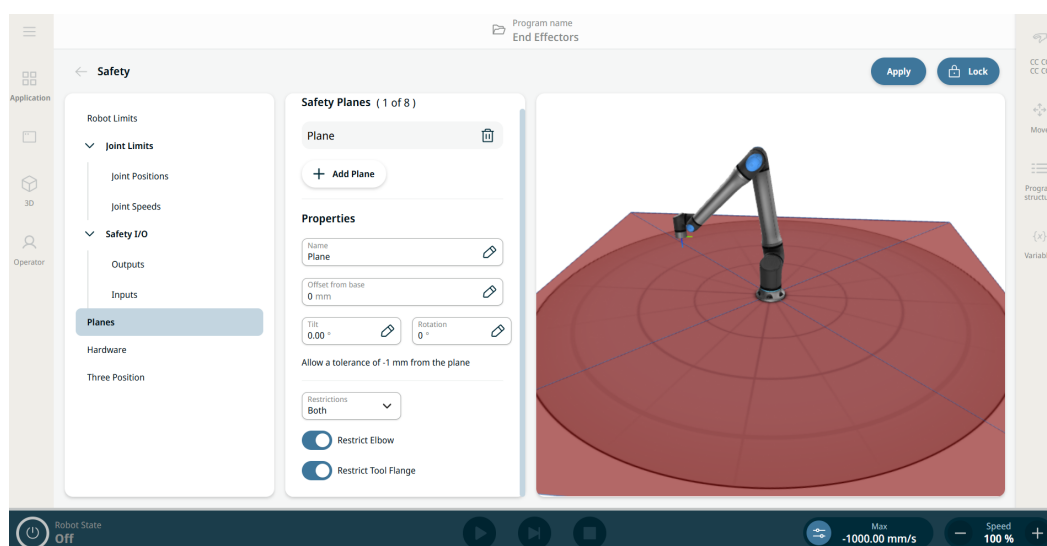 Program name
End Effectors
Safety
Apply
Lock
Application
3D
Operator
Robot Limits
Joint Limits
Joint Positions
Joint Speeds
Safety I/O
Outputs
Inputs
Planes
Hardware
Three Position
Safety Planes ( 1 of 8 )
Plane
+ Add Plane
Properties
Name
Plane
Offset from base
0 mm
Tilt
0.00 °
Rotation
0 °
Allow a tolerance of -1 mm from the plane
Restrictions
Both
Restrict Elbow
Restrict Tool Flange
CC
CC
Move
{x}
Robot State
Off
Max
-1000.00 mm/s
Speed
100 %